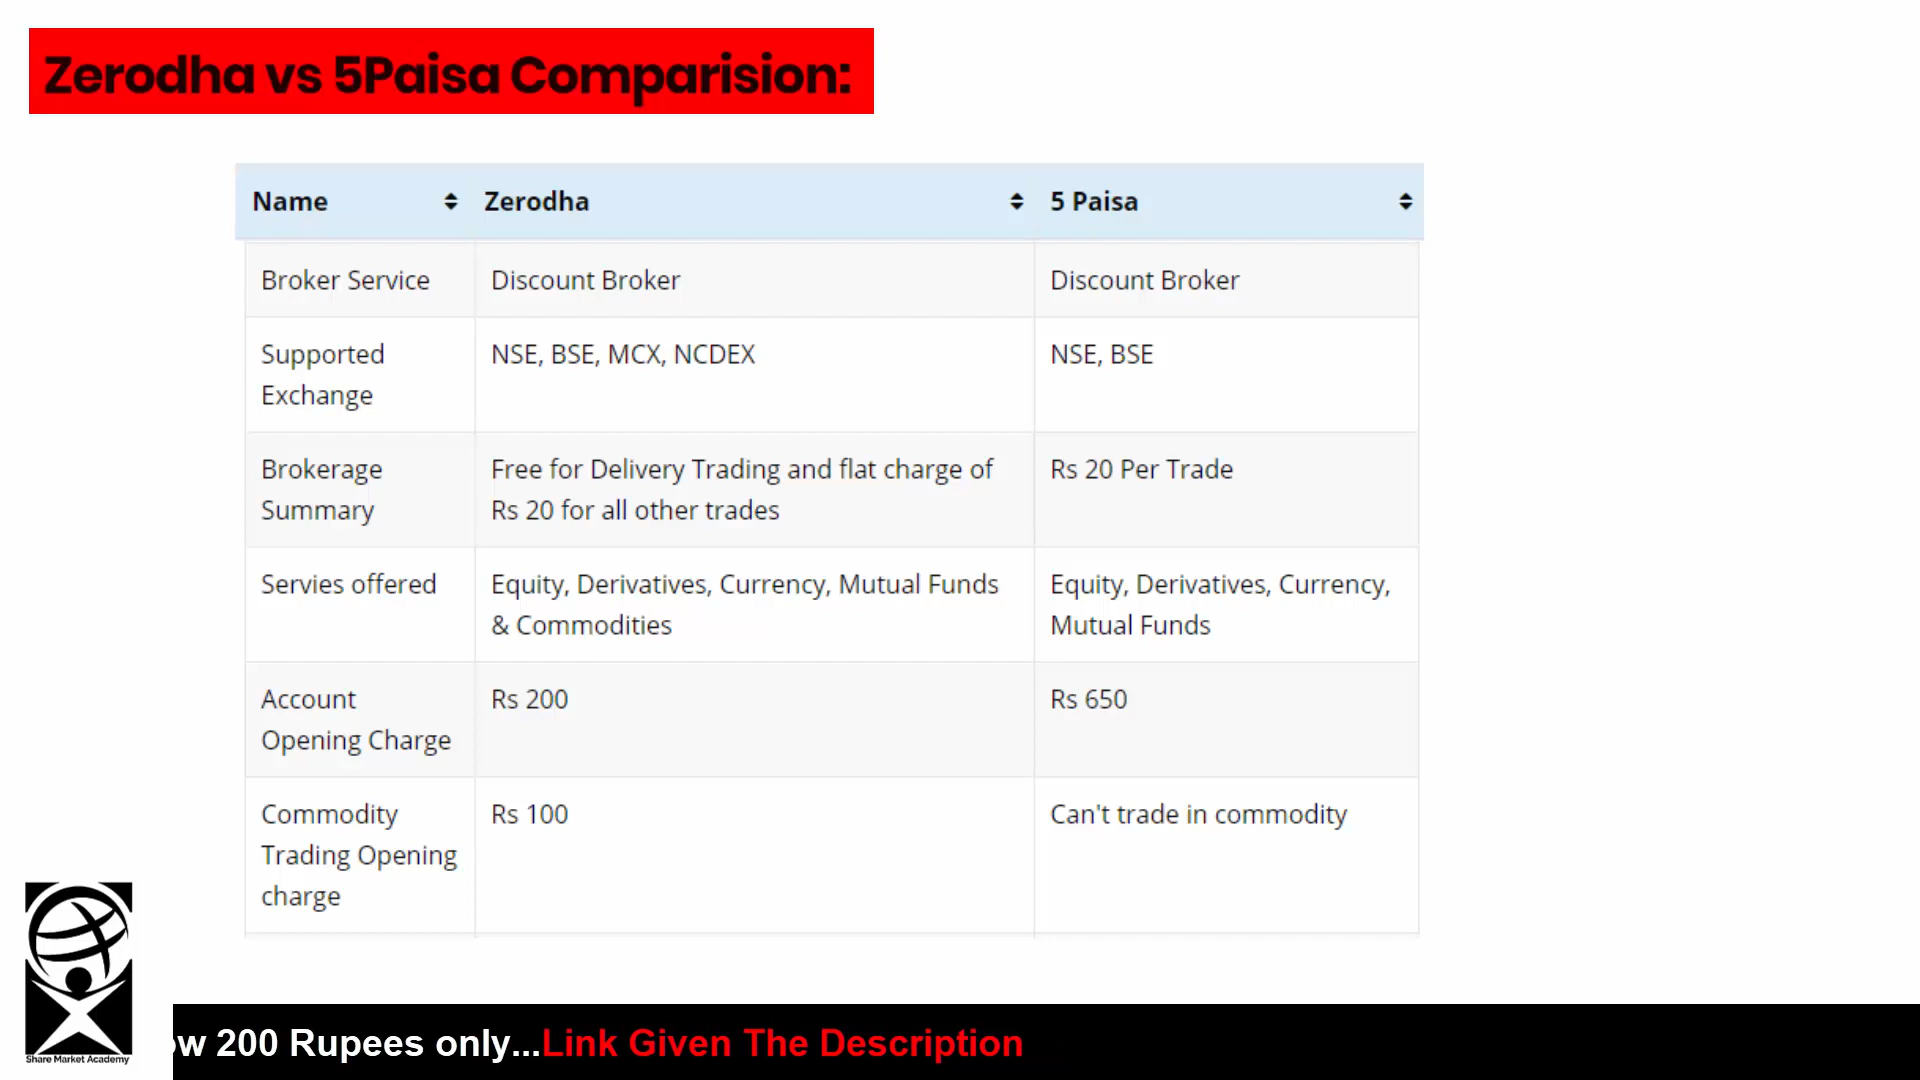 Zerodha vs 5Paisa Comparision:
Name Zerodha 5 Paisa
Broker Service Discount Broker Discount Broker
Supported Exchange NSE, BSE, MCX, NCDEX NSE, BSE
Brokerage Summary Free for Delivery Trading and flat charge of Rs 20 for all other trades Rs 20 Per Trade
Servies offered Equity, Derivatives, Currency, Mutual Funds & Commodities Equity, Derivatives, Currency, Mutual Funds
Account Opening Charge Rs 200 Rs 650
Commodity Trading Opening charge Rs 100 Can't trade in commodity
Share Market Academy
ow 200 Rupees only...Link Given The Description